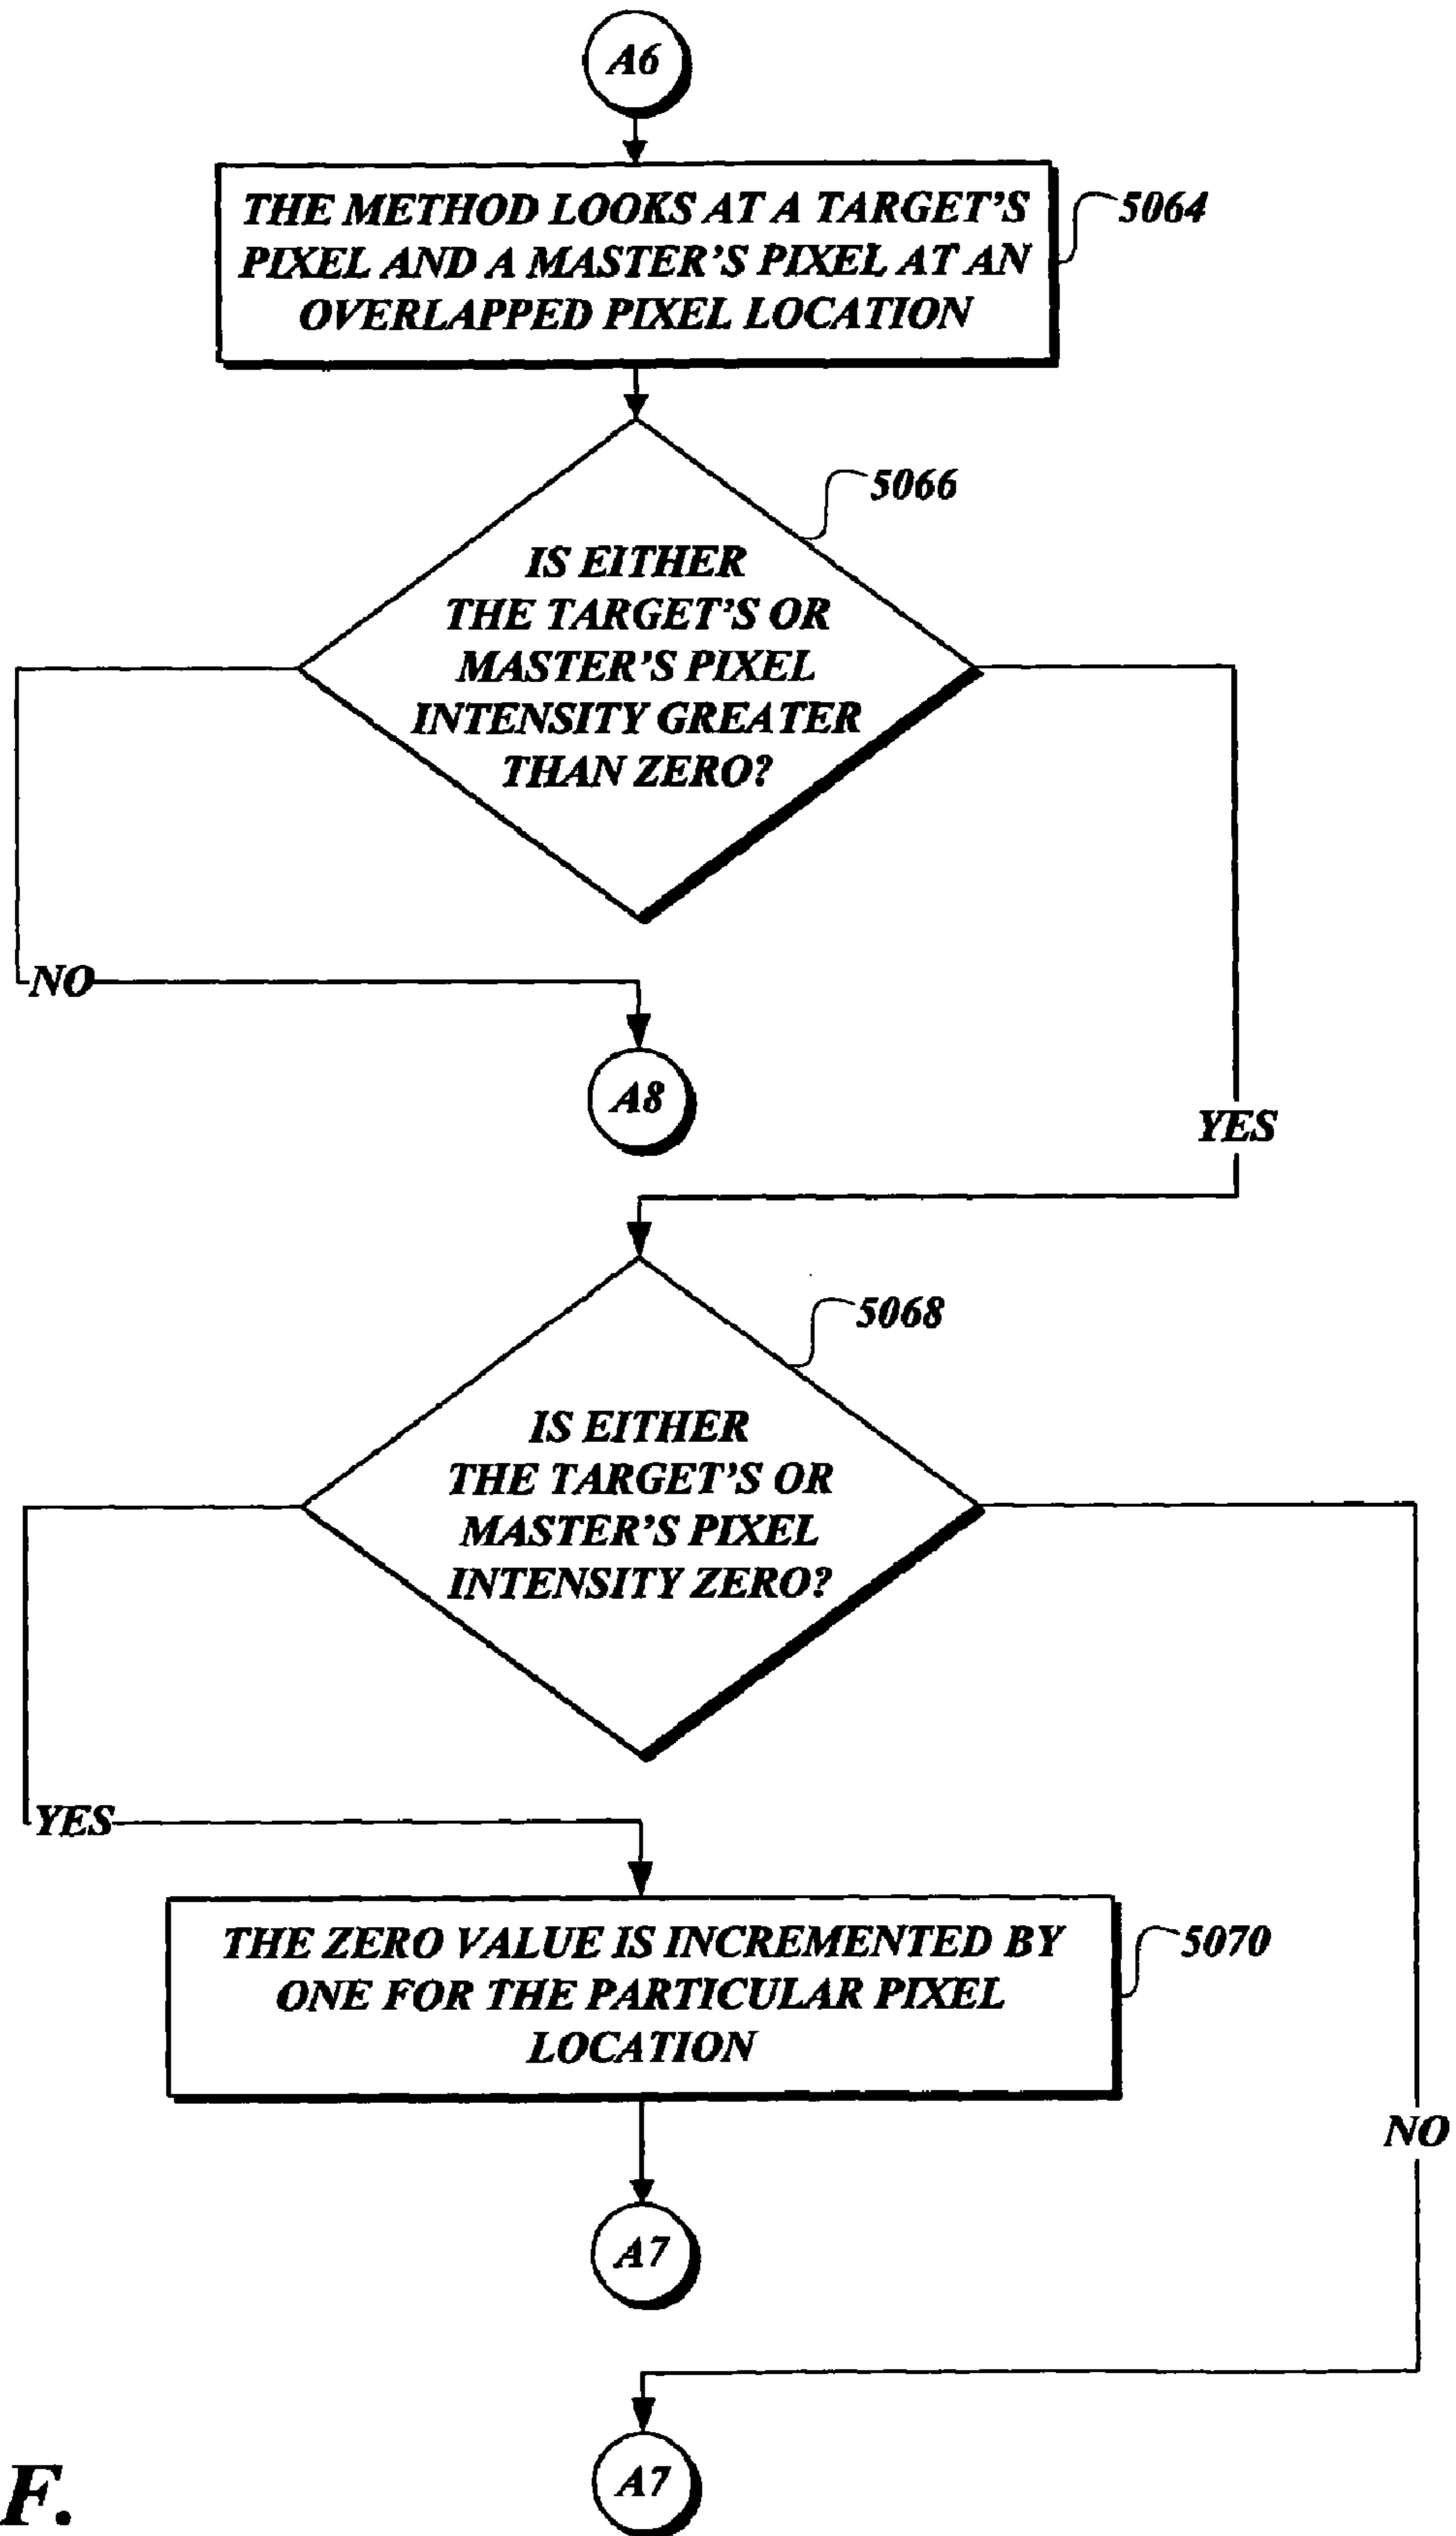 A6
THE METHOD LOOKS AT A TARGET'S
PIXEL AND A MASTER'S PIXEL AT AN
OVERLAPPED PIXEL LOCATION
5064
5066
IS EITHER
THE TARGET'S OR
MASTER'S PIXEL
INTENSITY GREATER
THAN ZERO?
NO
A8
YES
5068
IS EITHER
THE TARGET'S OR
MASTER'S PIXEL
INTENSITY ZERO?
YES
THE ZERO VALUE IS INCREMENTED BY
ONE FOR THE PARTICULAR PIXEL
LOCATION
5070
NO
A7
A7
F.